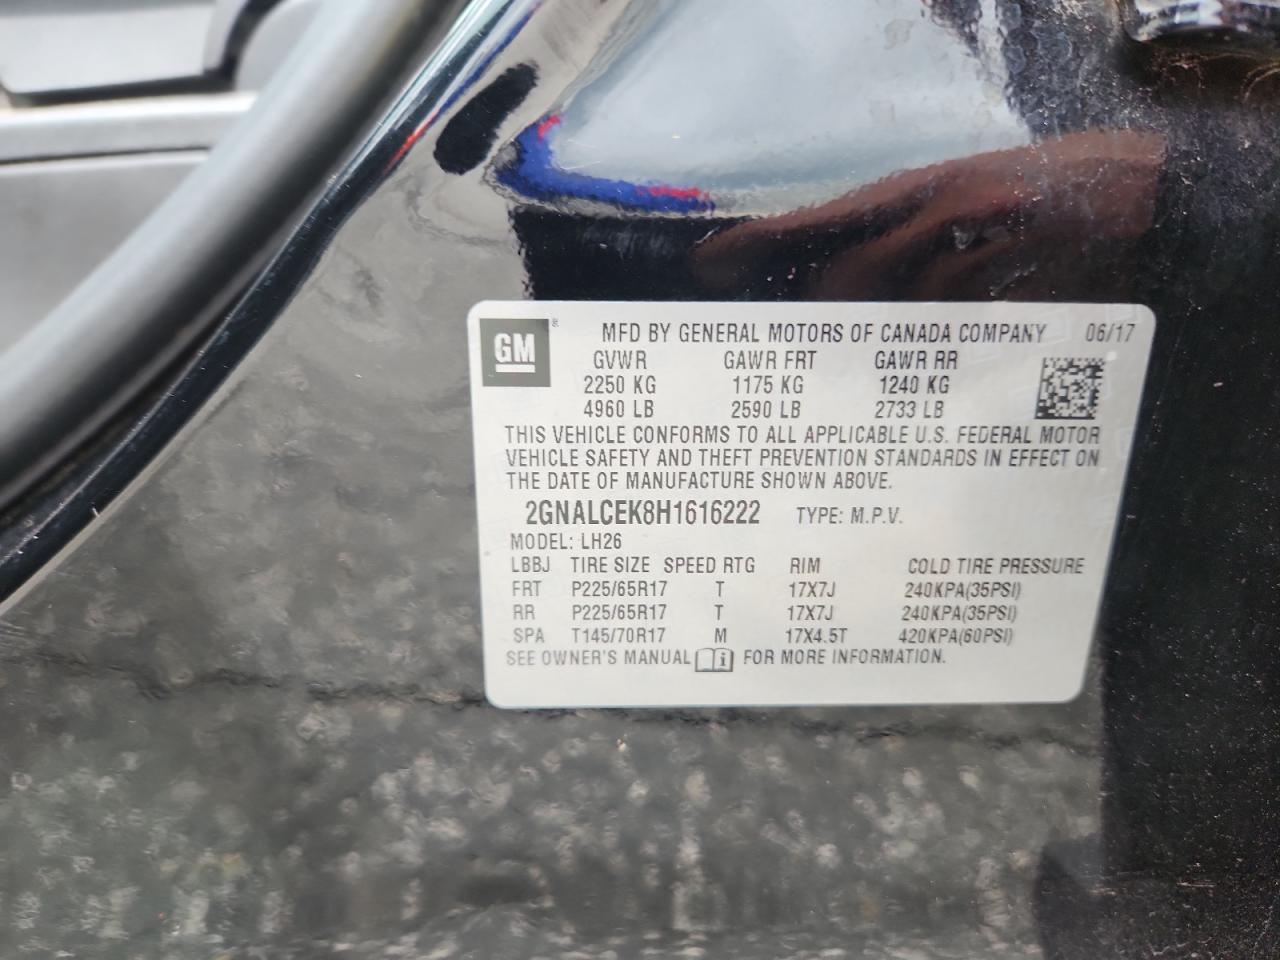 GM ® MFD BY GENERAL MOTORS OF CANADA COMPANY 06/17
GVWR GAWR FRT GAWR RR
2250 KG 1175 KG 1240 KG
4960 LB 2590 LB 2733 LB
THIS VEHICLE CONFORMS TO ALL APPLICABLE U.S. FEDERAL MOTOR
VEHICLE SAFETY AND THEFT PREVENTION STANDARDS IN EFFECT ON
THE DATE OF MANUFACTURE SHOWN ABOVE.
2GNALCEK8H1616222 TYPE: M.P.V.
MODEL: LH26
LBBJ TIRE SIZE SPEED RTG RIM COLD TIRE PRESSURE
FRT P225/65R17 T 17X7J 240KPA(35PSI)
RR P225/65R17 T 17X7J 240KPA(35PSI)
SPA T145/70R17 M 17X4.5T 420KPA(60PSI)
SEE OWNER'S MANUAL i FOR MORE INFORMATION.